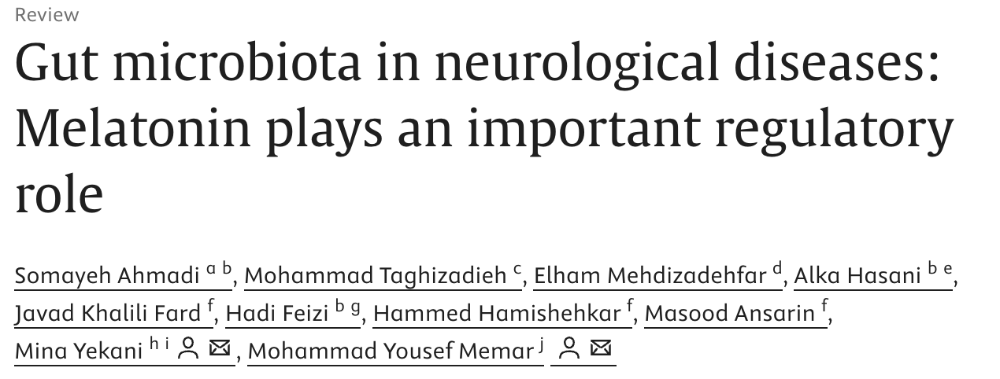 Review
Gut microbiota in neurological diseases:
Melatonin plays an important regulatory
role
Somayeh Ahmadi a b, Mohammad Taghizadieh c, Elham Mehdizadehfar d, Alka Hasani b e,
Javad Khalili Fard f, Hadi Feizi b g, Hammed Hamishehkar f, Masood Ansarin f,
Mina Yekani h i, Mohammad Yousef Memar j